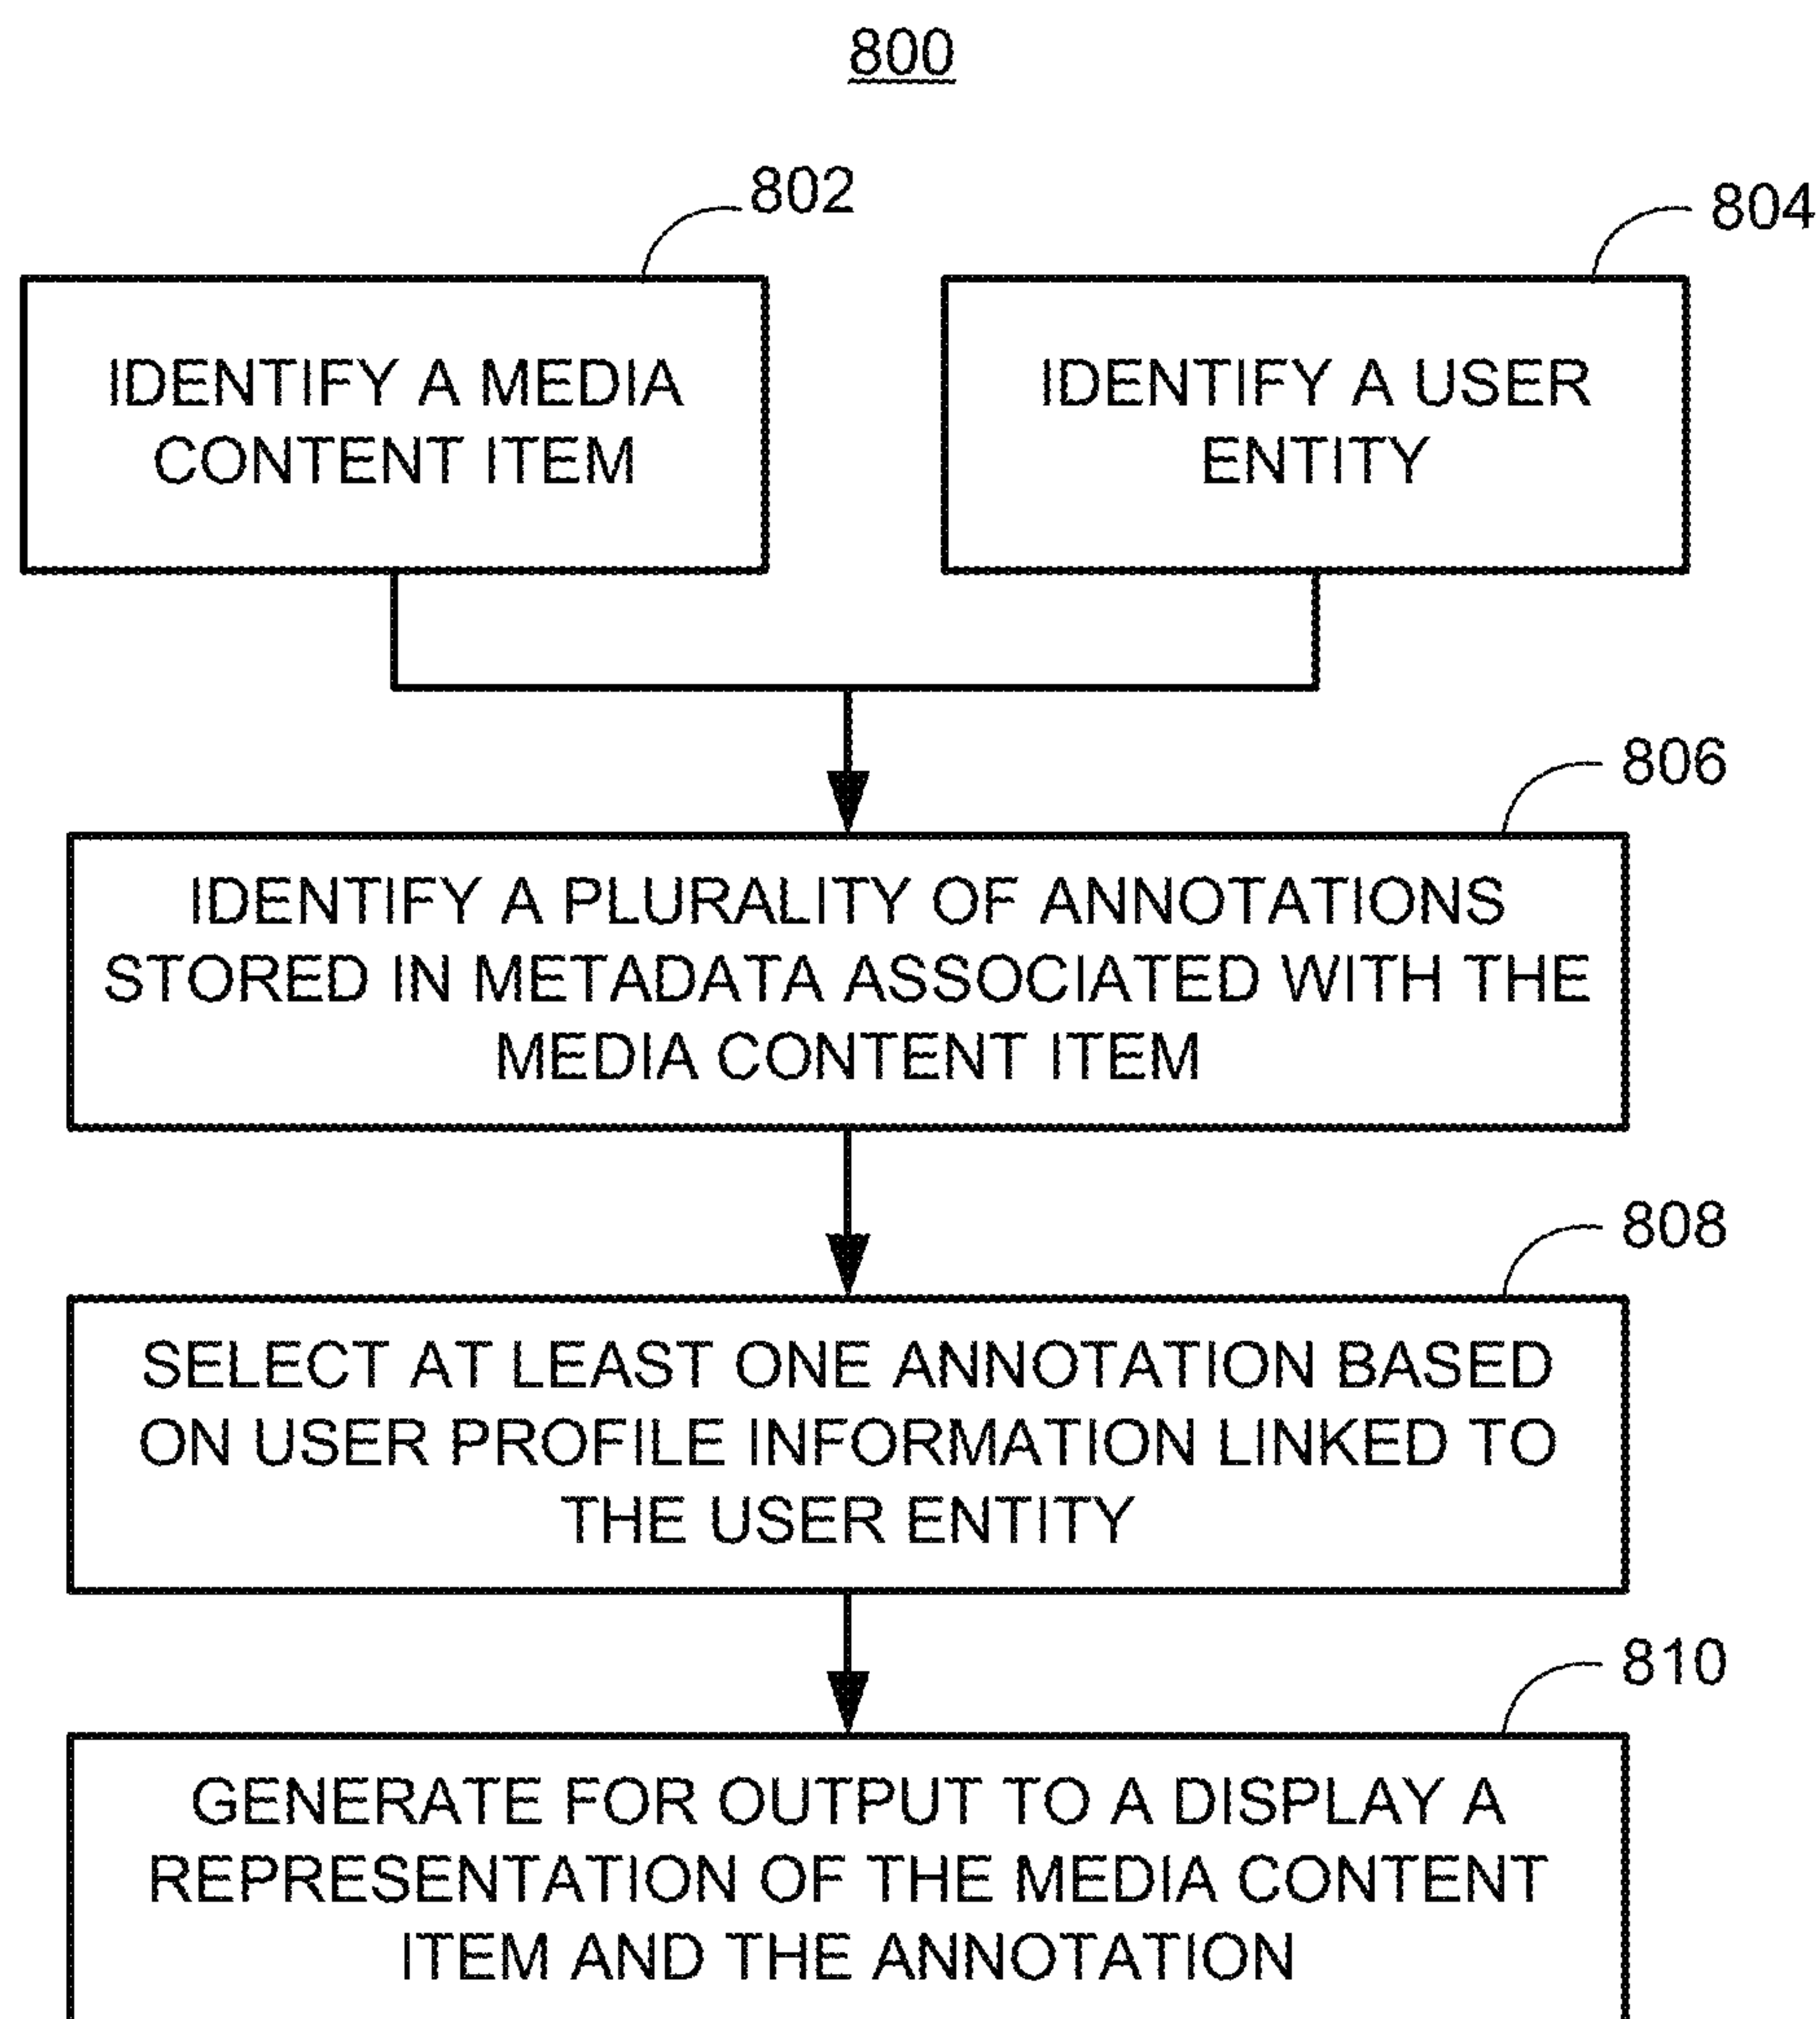 800
802
804
IDENTIFY A MEDIA
CONTENT ITEM
IDENTIFY A USER
ENTITY
806
IDENTIFY A PLURALITY OF ANNOTATIONS
STORED IN METADATA ASSOCIATED WITH THE
MEDIA CONTENT ITEM
808
SELECT AT LEAST ONE ANNOTATION BASED
ON USER PROFILE INFORMATION LINKED TO
THE USER ENTITY
810
GENERATE FOR OUTPUT TO A DISPLAY A
REPRESENTATION OF THE MEDIA CONTENT
ITEM AND THE ANNOTATION